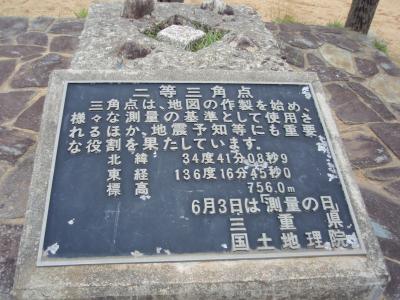 二等三角点
三角点は、地図の作製を始め、
様々な測量の基準として使用さ
れるほか、地震予知等にも重要
な役割を果たしています。
北緯 34度41分08秒9
東経 136度16分45秒0
標高 756.0m
6月3日は「測量の日」
三重県
国土地理院